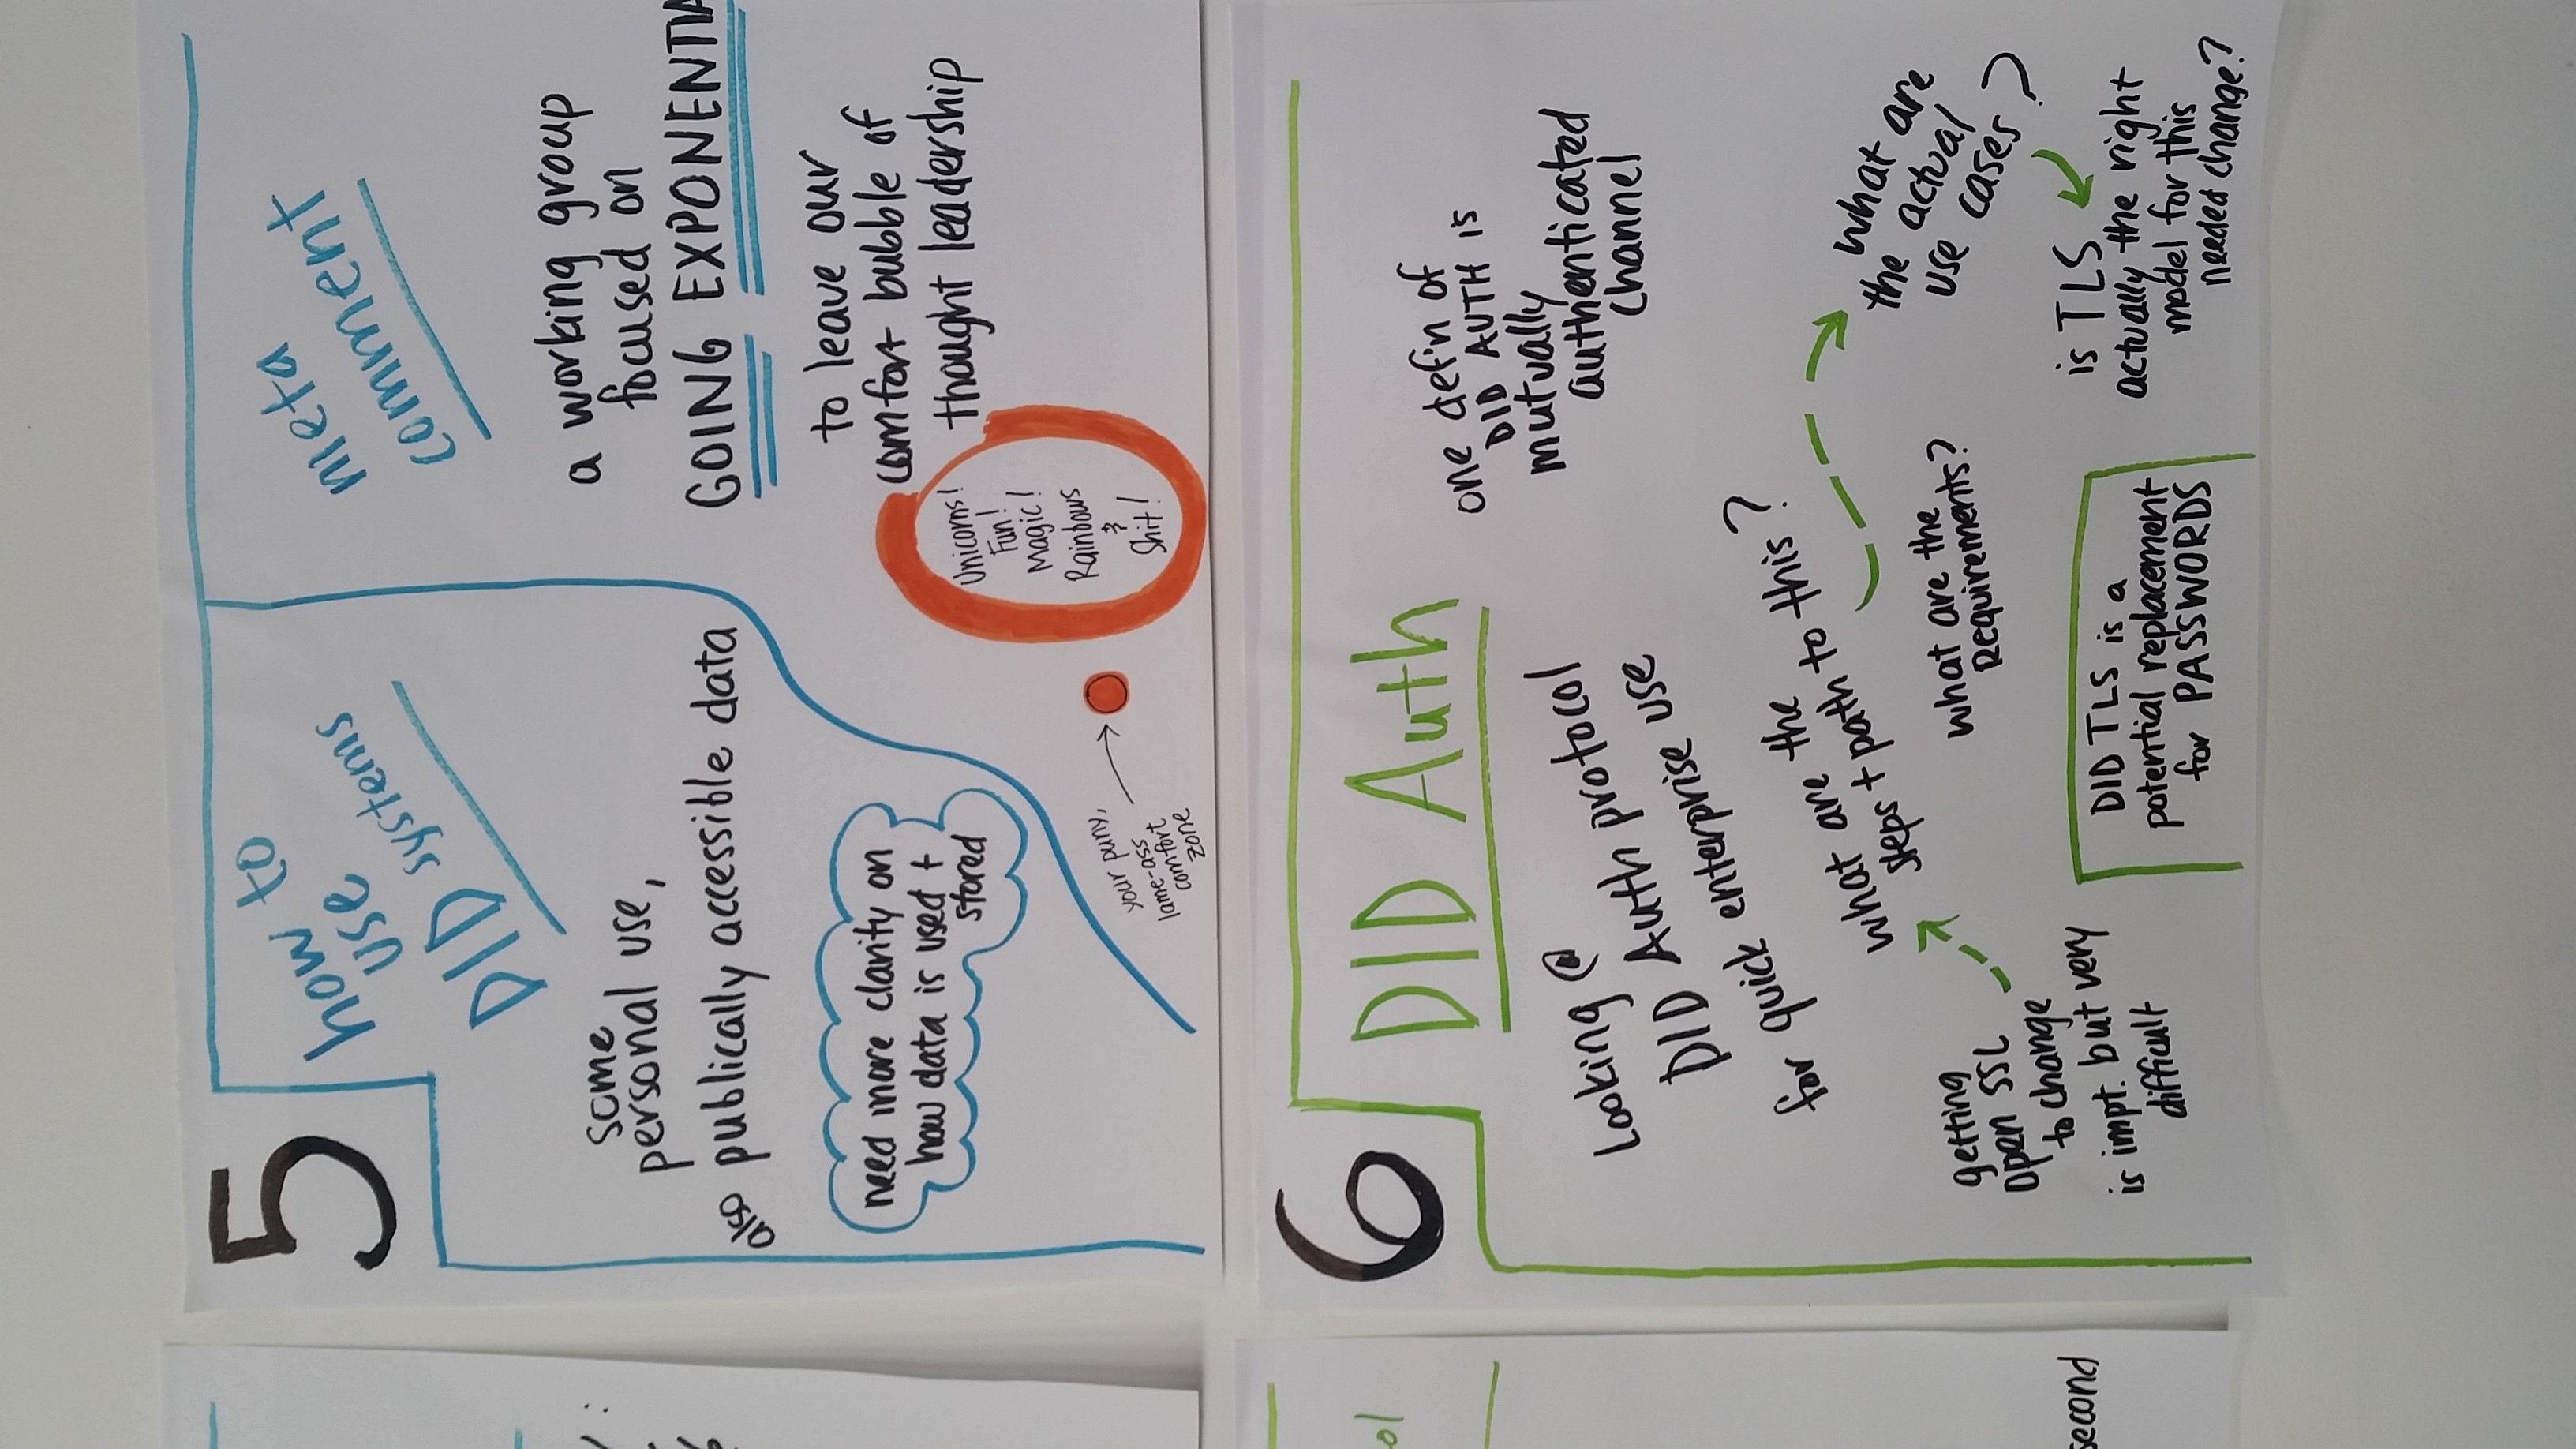 5
how to
use
DID systems
some
personal use,
also publically accessible data
need more clarity on
how data is used +
stored
meta
comment
a working group
focused on
GOING EXPONENTIA
to leave our
comfort bubble of
thought leadership
your puny,
lame-ass
comfort
zone
Unicorns!
Fun!
Magic!
Rainbows
&
Shit!
6
DID Auth
Looking @
DID Auth protocol
for quick enterprise use
one def'n of
DID AUTH is
mutually
authenticated
channel
what are the
steps + path to this?
getting
open SSL
to change
is impt. but very
difficult
what are the
Requirements?
what are
the actual
use cases?
DID TLS is a
potential replacement
for PASSWORDS
is TLS
actually the right
model for this
needed change?
ol
second